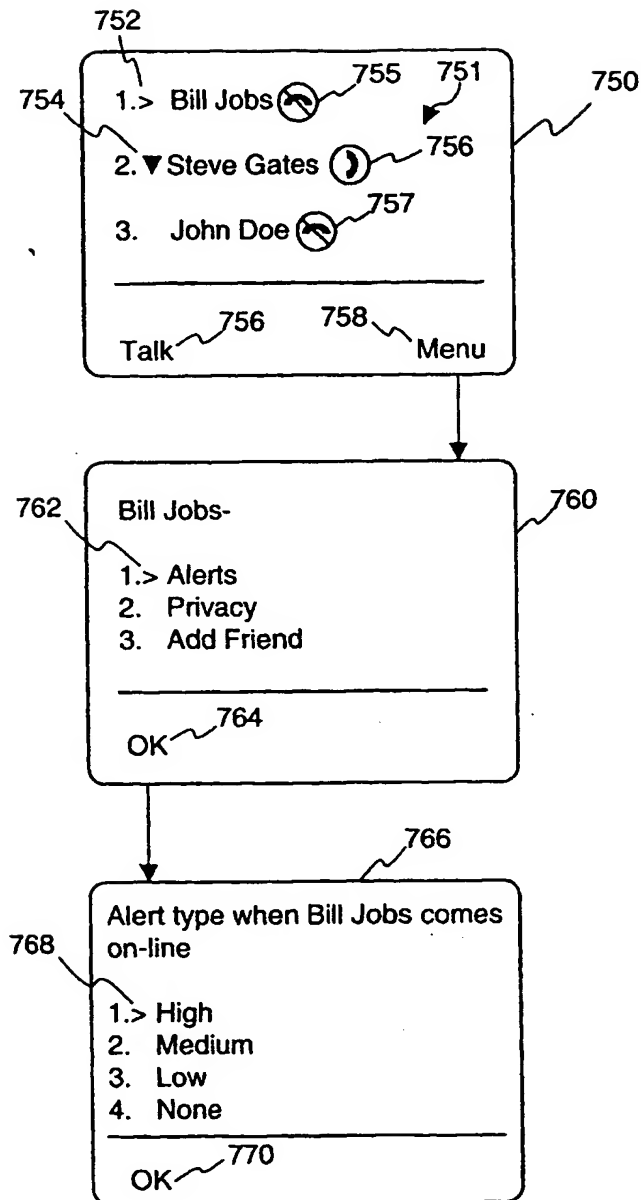 752
1.> Bill Jobs 755 751 750
754
2. ▼ Steve Gates 756
757
3. John Doe
756 758
Talk Menu
762 760
Bill Jobs-
1.> Alerts
2. Privacy
3. Add Friend
764
OK
766
Alert type when Bill Jobs comes
on-line
768
1.> High
2. Medium
3. Low
4. None
770
OK